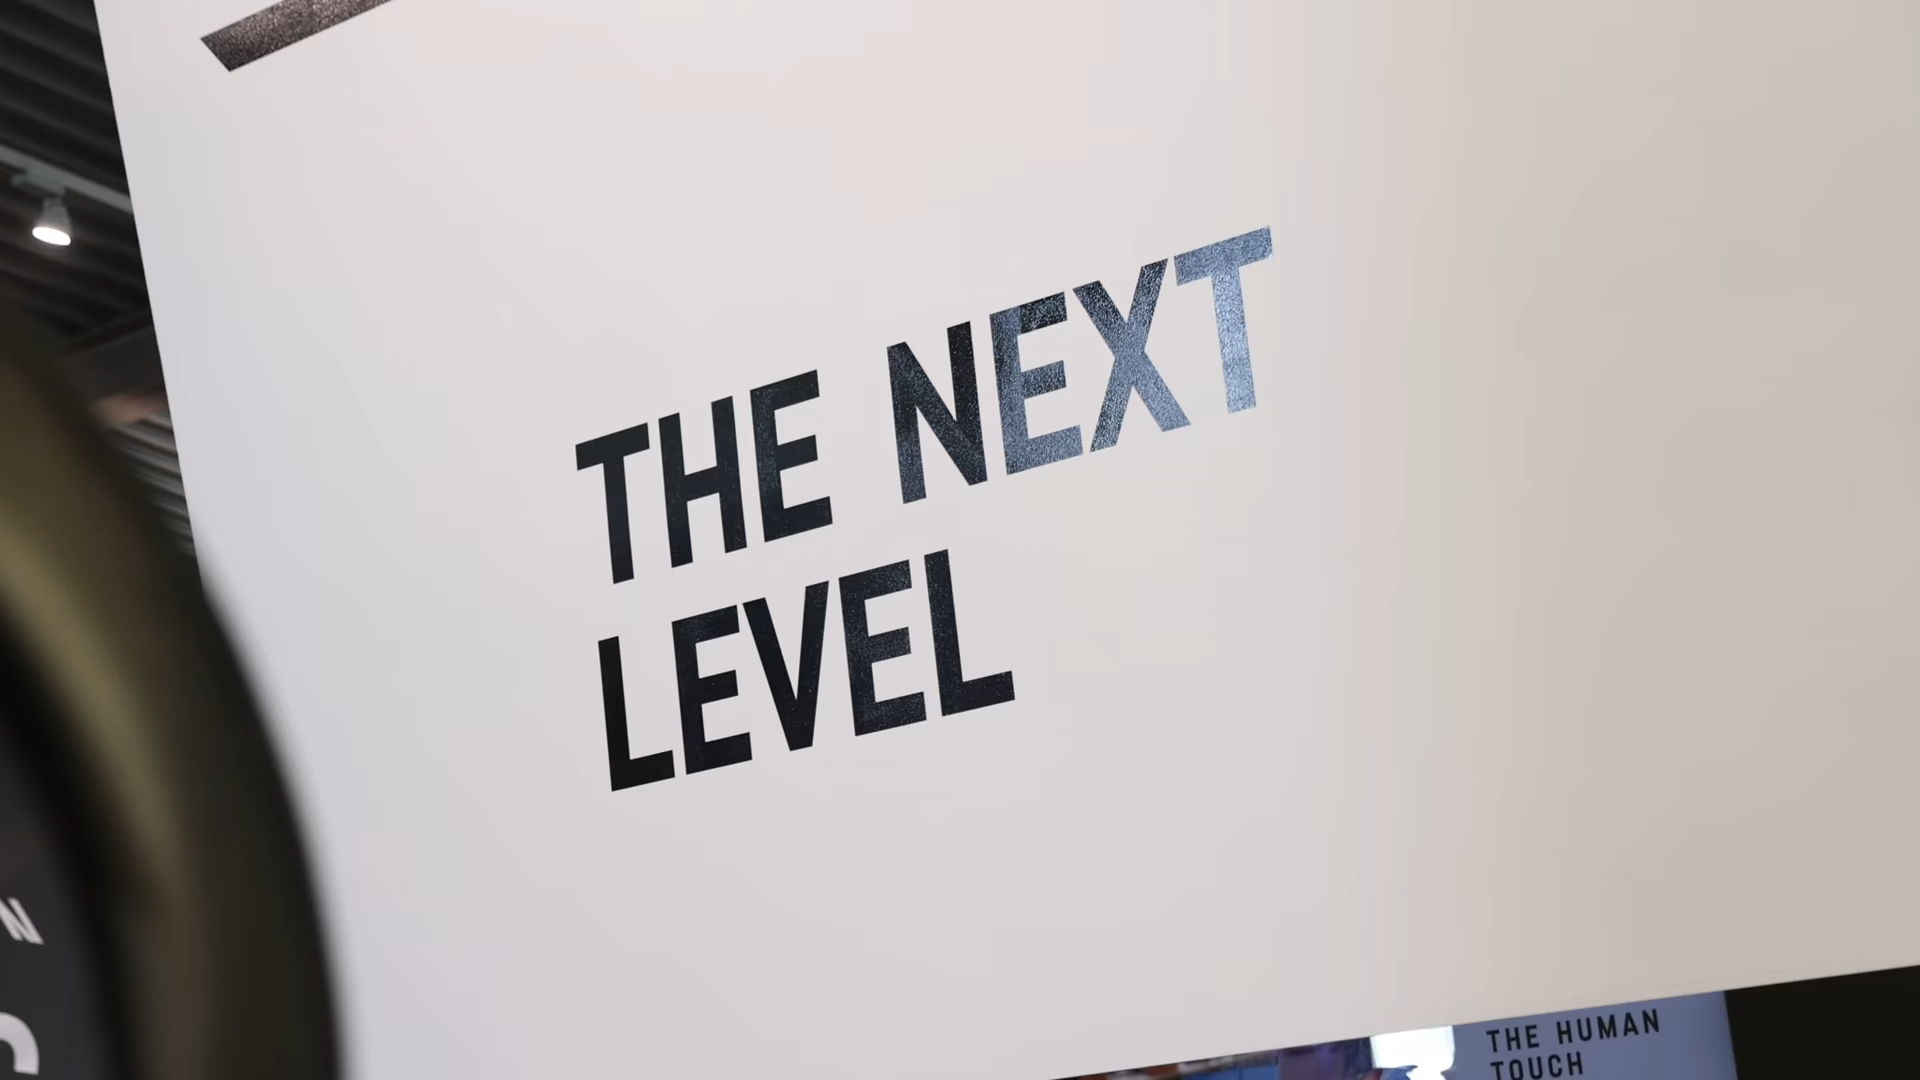 THE NEXT
LEVEL
THE HUMAN
TOUCH
N